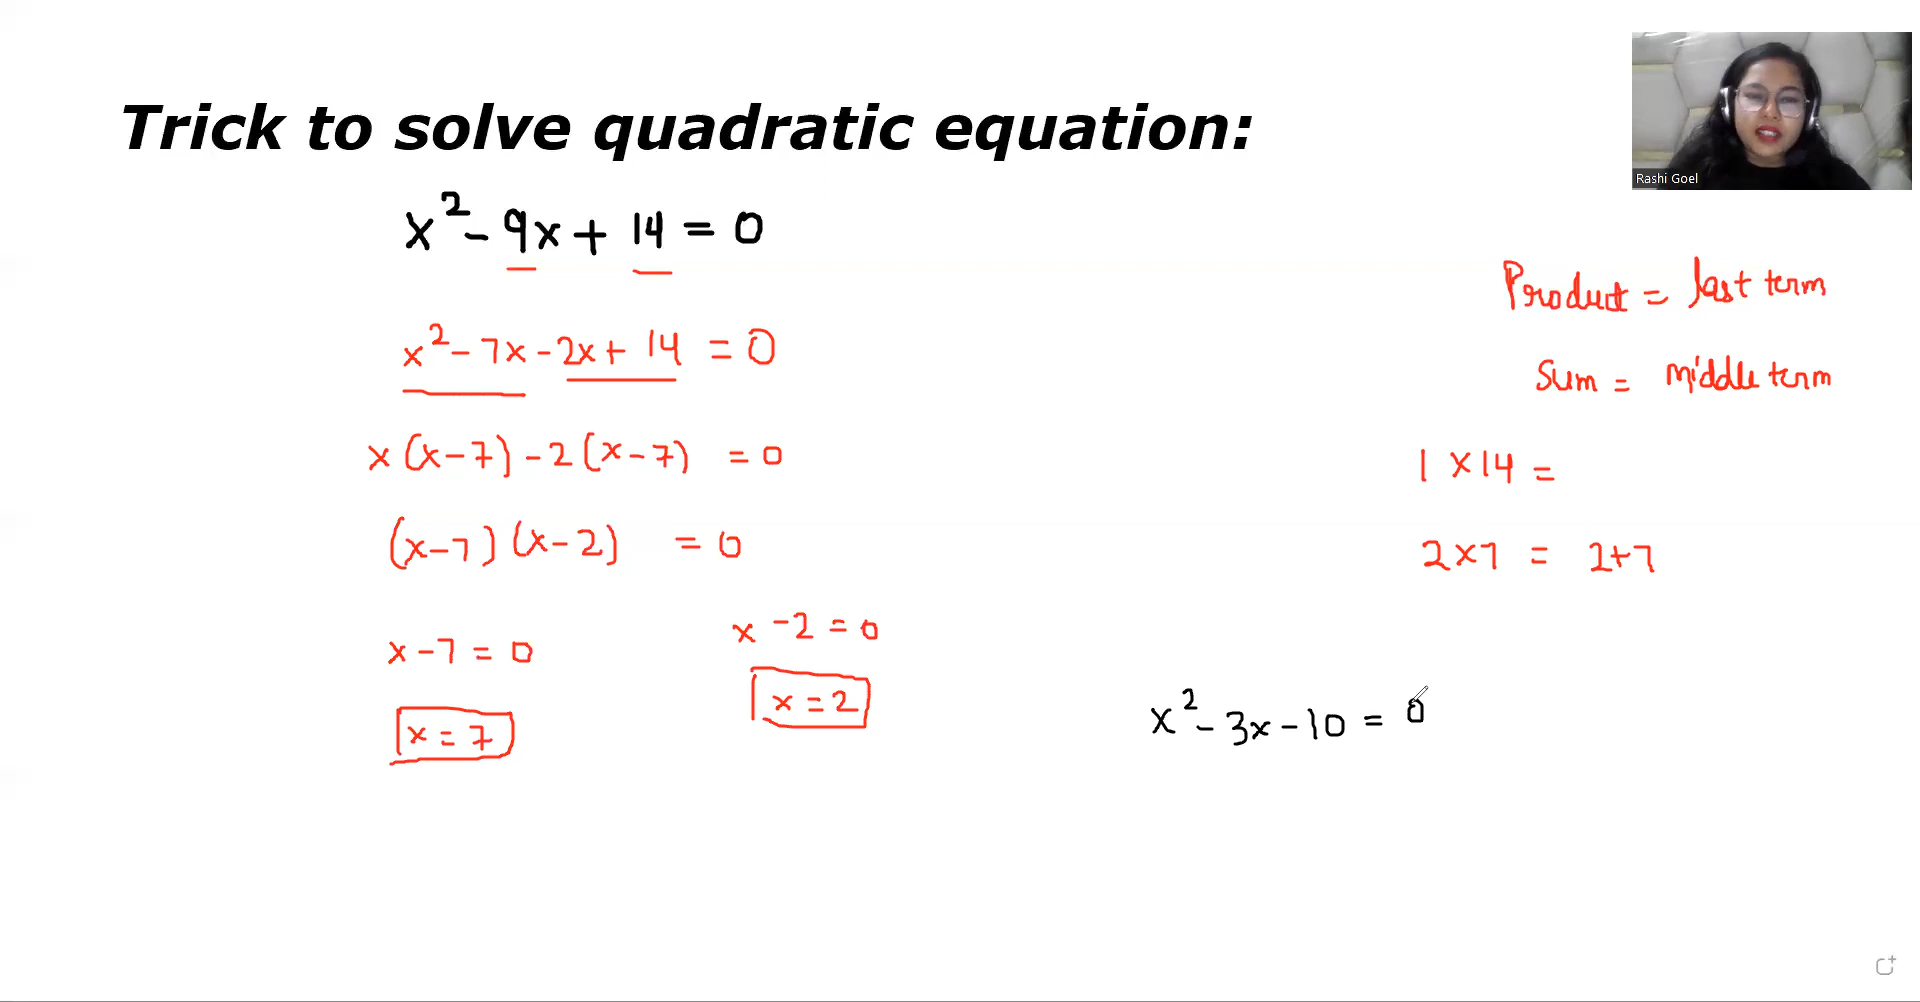 Trick to solve quadratic equation:
Rashi Goel
x² - 9x + 14 = 0
Product = last term
x² - 7x - 2x + 14 = 0
Sum = middle term
x (x - 7) - 2 (x - 7) = 0
1 x 14 =
(x - 7) (x - 2) = 0
2 x 7 = 2+7
x - 7 = 0
x - 2 = 0
x = 7
x = 2
x² - 3x - 10 = 0